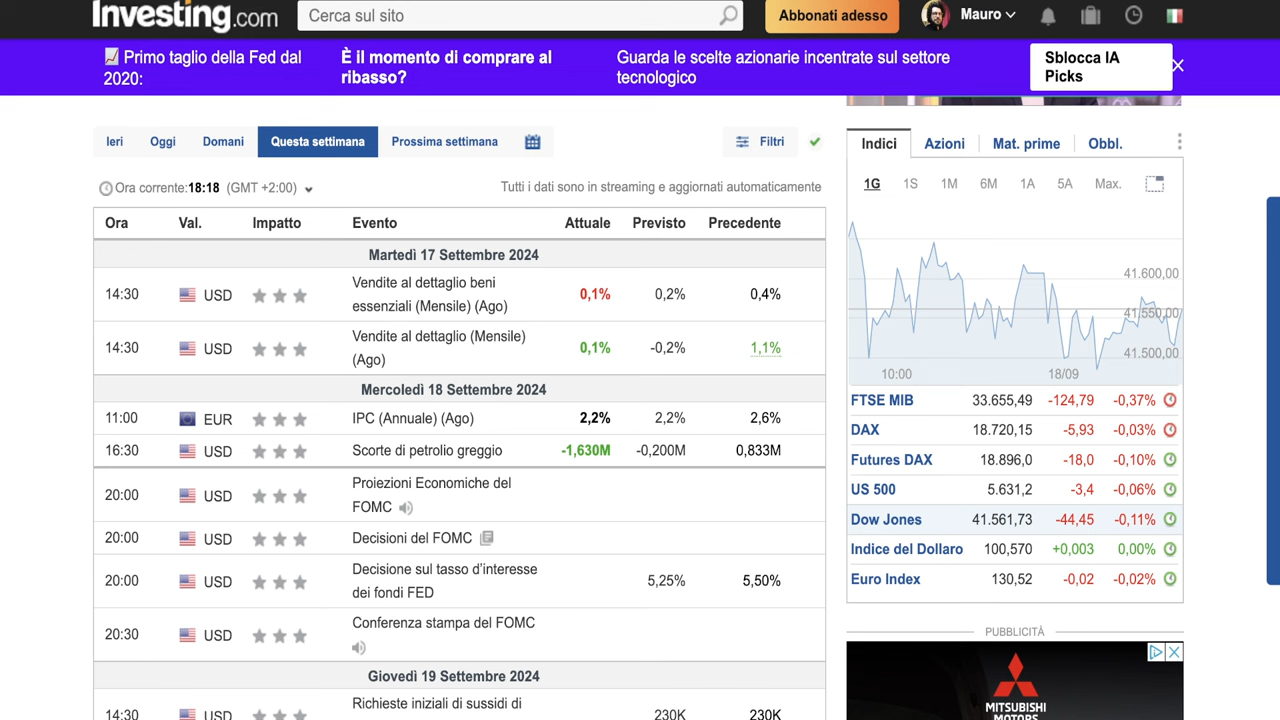 Investing.com
Cerca sul sito
Abbonati adesso
Mauro
📈 Primo taglio della Fed dal
2020:
È il momento di comprare al
ribasso?
Guarda le scelte azionarie incentrate sul settore
tecnologico
Sblocca IA
Picks
Ieri Oggi Domani Questa settimana Prossima settimana Filtri
Ora corrente:18:18 (GMT +2:00)
Tutti i dati sono in streaming e aggiornati automaticamente
Ora Val. Impatto Evento Attuale Previsto Precedente
Martedì 17 Settembre 2024
14:30 USD Vendite al dettaglio beni
essenziali (Mensile) (Ago) 0,1% 0,2% 0,4%
14:30 USD Vendite al dettaglio (Mensile)
(Ago) 0,1% -0,2% 1,1%
Mercoledì 18 Settembre 2024
11:00 EUR IPC (Annuale) (Ago) 2,2% 2,2% 2,6%
16:30 USD Scorte di petrolio greggio -1,630M -0,200M 0,833M
20:00 USD Proiezioni Economiche del
FOMC
20:00 USD Decisioni del FOMC
20:00 USD Decisione sul tasso d'interesse
dei fondi FED 5,25% 5,50%
20:30 USD Conferenza stampa del FOMC
Giovedì 19 Settembre 2024
14:30 USD Richieste iniziali di sussidi di 230K 230K
Indici Azioni Mat. prime Obbl.
1G 1S 1M 6M 1A 5A Max.
41.600,00
41.550,00
41.500,00
10:00 18/09
FTSE MIB 33.655,49 -124,79 -0,37%
DAX 18.720,15 -5,93 -0,03%
Futures DAX 18.896,0 -18,0 -0,10%
US 500 5.631,2 -3,4 -0,06%
Dow Jones 41.561,73 -44,45 -0,11%
Indice del Dollaro 100,570 +0,003 0,00%
Euro Index 130,52 -0,02 -0,02%
PUBBLICITÀ
MITSUBISHI
MOTORS